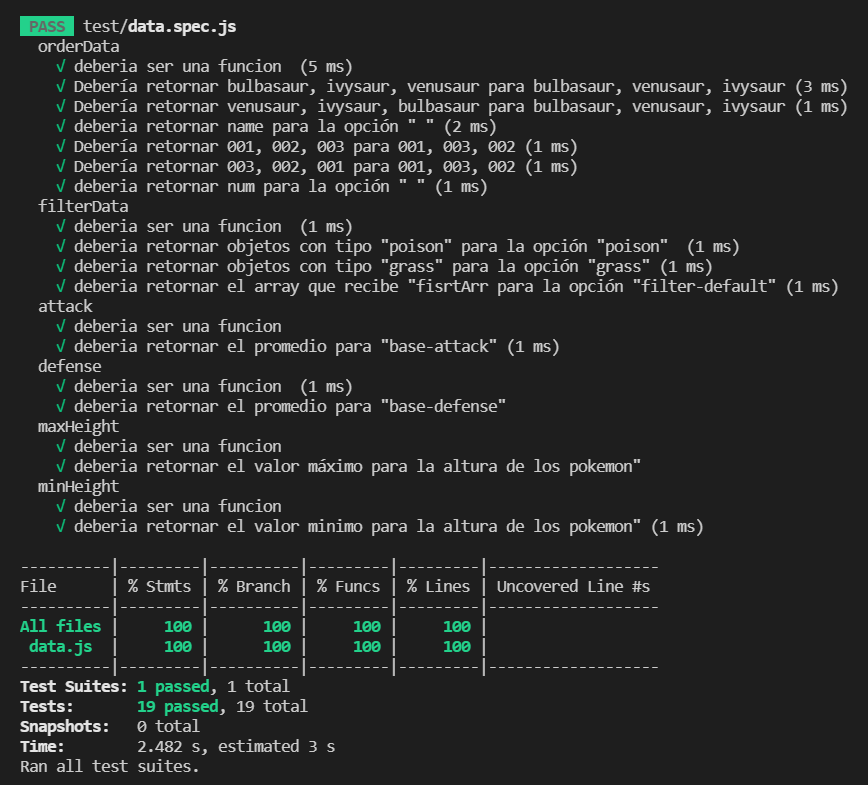 PASS test/data.spec.js
orderData
√ deberia ser una funcion (5 ms)
√ Debería retornar bulbasaur, ivysaur, venusaur para bulbasaur, venusaur, ivysaur (3 ms)
√ Debería retornar venusaur, ivysaur, bulbasaur para bulbasaur, venusaur, ivysaur (1 ms)
√ deberia retornar name para la opción " " (2 ms)
√ Debería retornar 001, 002, 003 para 001, 003, 002 (1 ms)
√ Debería retornar 003, 002, 001 para 001, 003, 002 (1 ms)
√ deberia retornar num para la opción " " (1 ms)
filterData
√ deberia ser una funcion (1 ms)
√ deberia retornar objetos con tipo "poison" para la opción "poison" (1 ms)
√ deberia retornar objetos con tipo "grass" para la opción "grass" (1 ms)
√ deberia retornar el array que recibe "fisrtArr para la opción "filter-default" (1 ms)
attack
√ deberia ser una funcion
√ deberia retornar el promedio para "base-attack" (1 ms)
defense
√ deberia ser una funcion (1 ms)
√ deberia retornar el promedio para "base-defense"
maxHeight
√ deberia ser una funcion
√ deberia retornar el valor máximo para la altura de los pokemon"
minHeight
√ deberia ser una funcion
√ deberia retornar el valor minimo para la altura de los pokemon" (1 ms)
----------|---------|----------|---------|---------|-------------------
File | % Stmts | % Branch | % Funcs | % Lines | Uncovered Line #s
----------|---------|----------|---------|---------|-------------------
All files | 100 | 100 | 100 | 100 |
data.js | 100 | 100 | 100 | 100 |
----------|---------|----------|---------|---------|-------------------
Test Suites: 1 passed, 1 total
Tests: 19 passed, 19 total
Snapshots: 0 total
Time: 2.482 s, estimated 3 s
Ran all test suites.